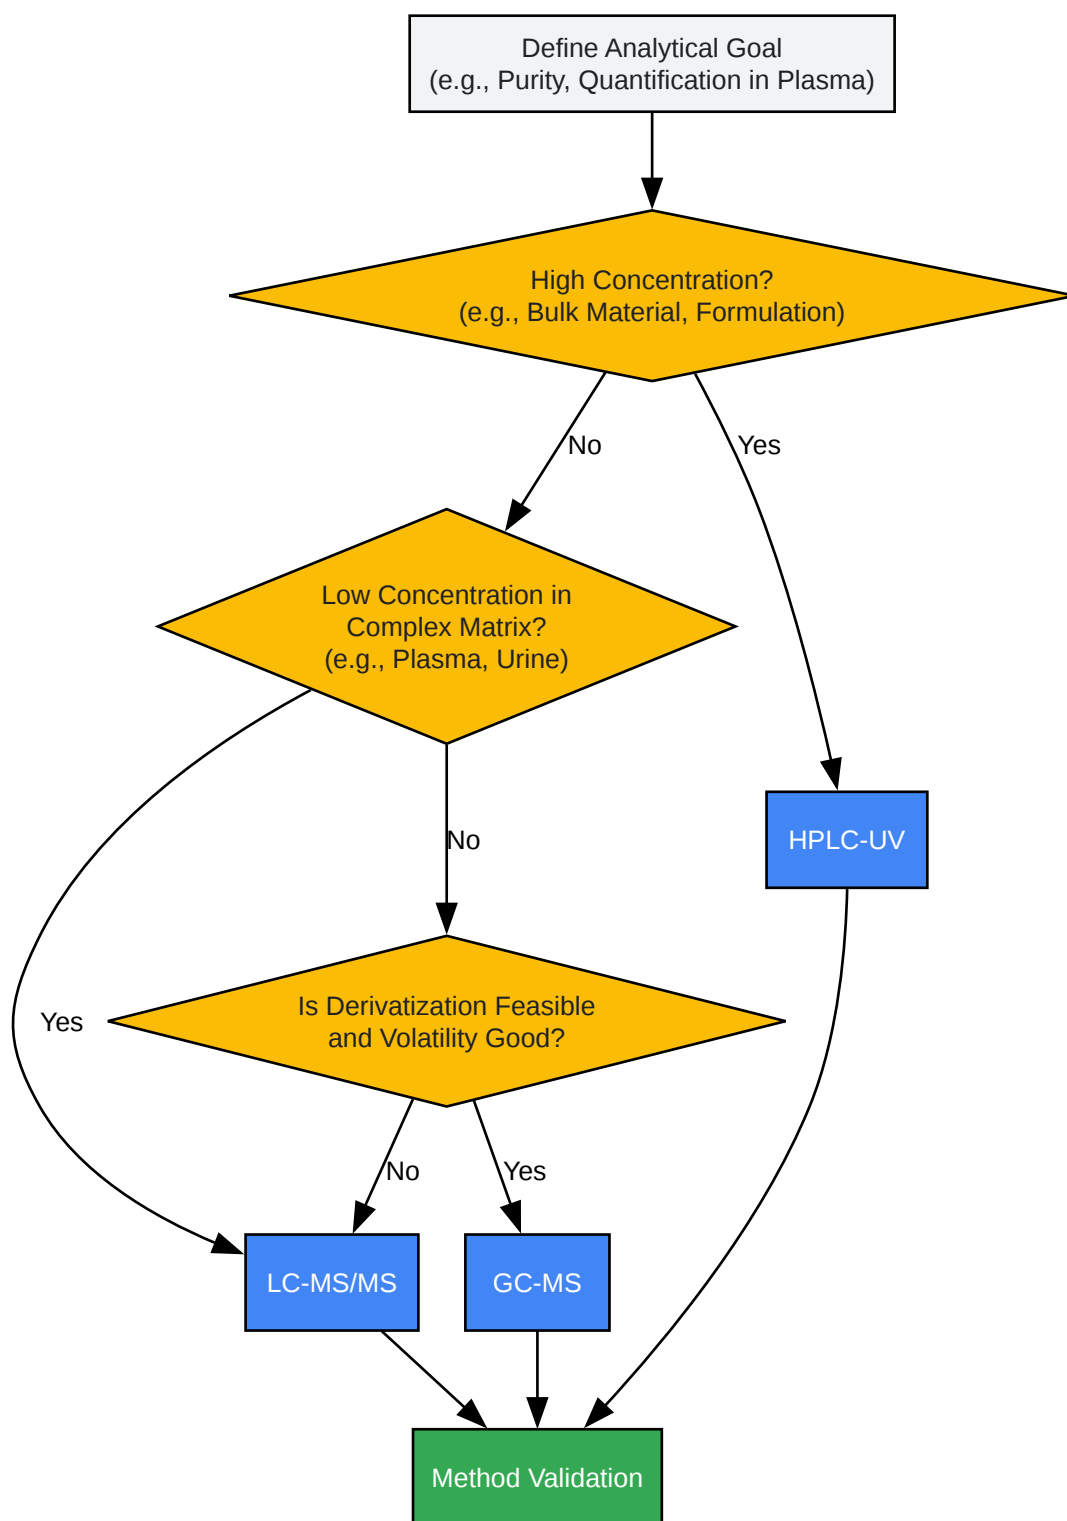 Define Analytical Goal
(e.g., Purity, Quantification in Plasma)
High Concentration?
(e.g., Bulk Material, Formulation)
No
Yes
Low Concentration in
Complex Matrix?
(e.g., Plasma, Urine)
No
HPLC-UV
Yes
Is Derivatization Feasible
and Volatility Good?
No
Yes
LC-MS/MS
GC-MS
Method Validation